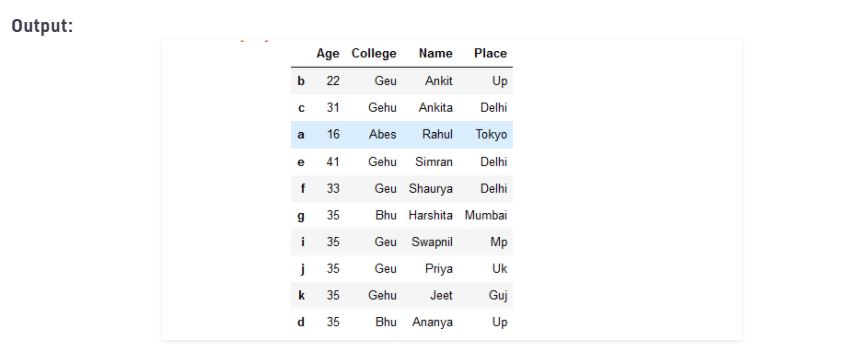 Output:
Age College Name Place
b 22 Geu Ankit Up
c 31 Gehu Ankita Delhi
a 16 Abes Rahul Tokyo
e 41 Gehu Simran Delhi
f 33 Geu Shaurya Delhi
g 35 Bhu Harshita Mumbai
i 35 Geu Swapnil Mp
j 35 Geu Priya Uk
k 35 Gehu Jeet Guj
d 35 Bhu Ananya Up